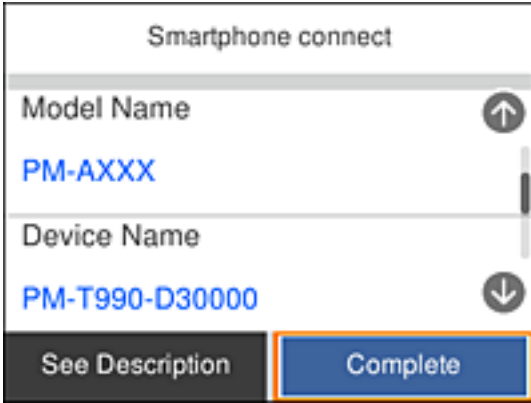 Smartphone connect
Model Name
PM-AXXX
Device Name
PM-T990-D30000
See Description
Complete